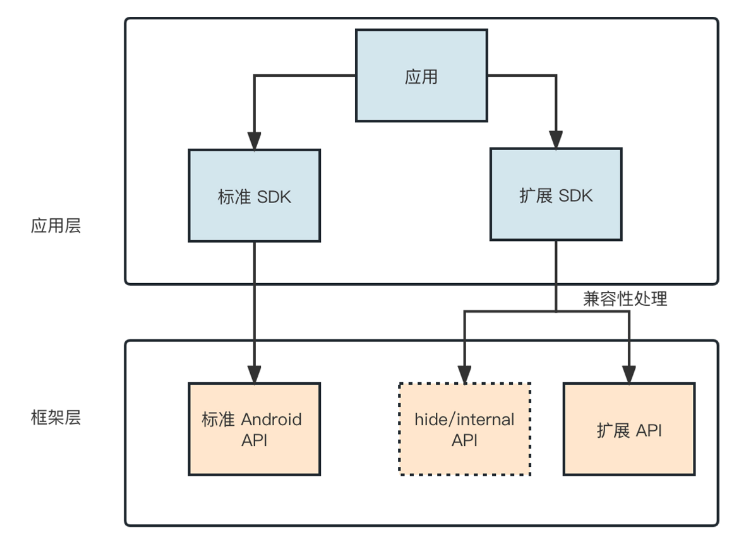 应用
标准 SDK
扩展 SDK
应用层
兼容性处理
框架层
标准 Android
API
hide/internal
API
扩展 API